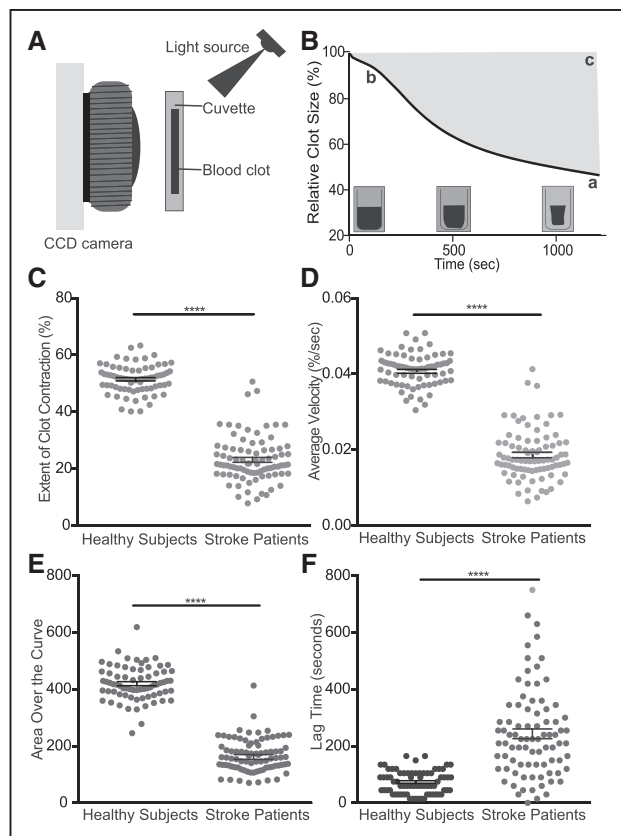 A
Light source
Cuvette
Blood clot
CCD camera
B
Relative Clot Size (%)
100
80
60
40
20
b
c
a
0
500
1000
Time (sec)
C
Extent of Clot Contraction (%)
80
60
40
20
0
****
Healthy Subjects
Stroke Patients
D
Average Velocity (%/sec)
0.06
0.04
0.02
0.00
****
Healthy Subjects
Stroke Patients
E
Area Over the Curve
800
600
400
200
0
****
Healthy Subjects
Stroke Patients
F
Lag Time (seconds)
800
600
400
200
0
****
Healthy Subjects
Stroke Patients